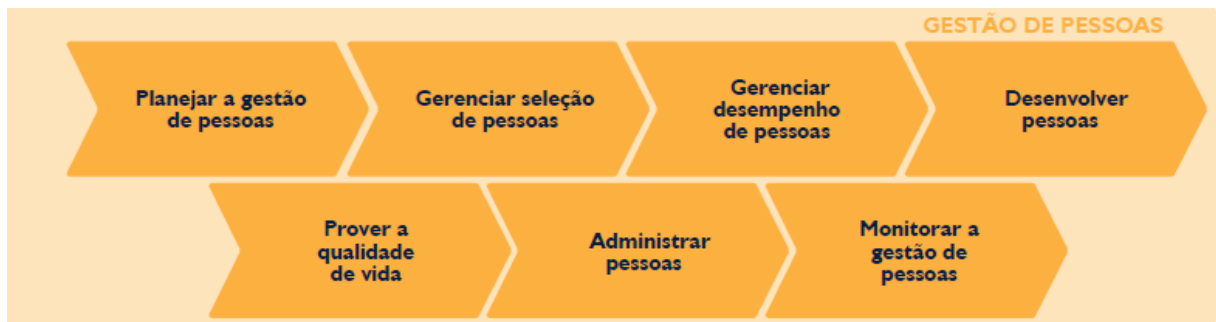 GESTÃO DE PESSOAS
Planejar a gestão
de pessoas
Gerenciar seleção
de pessoas
Gerenciar
desempenho
de pessoas
Desenvolver
pessoas
Prover a
qualidade
de vida
Administrar
pessoas
Monitorar a
gestão de
pessoas